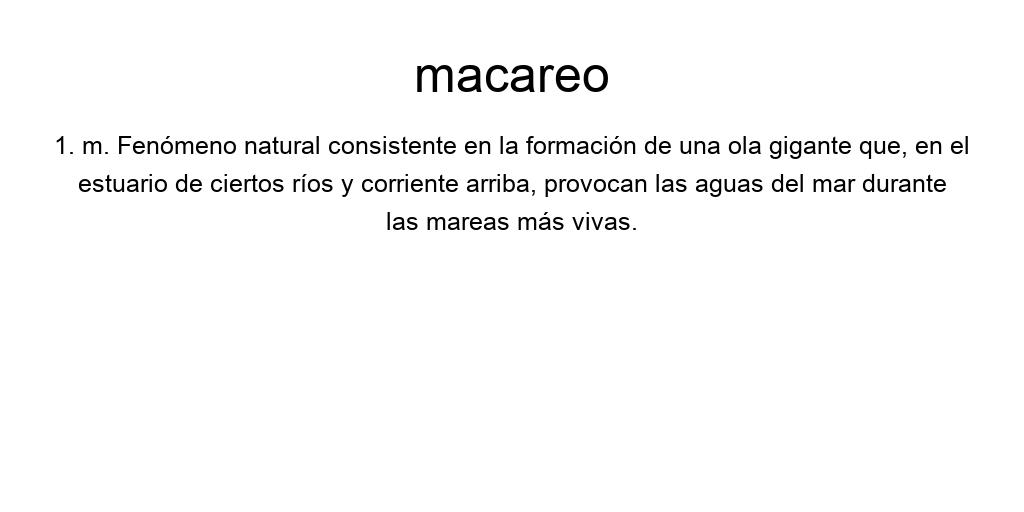 macareo
1. m. Fenómeno natural consistente en la formación de una ola gigante que, en el
estuario de ciertos ríos y corriente arriba, provocan las aguas del mar durante
las mareas más vivas.